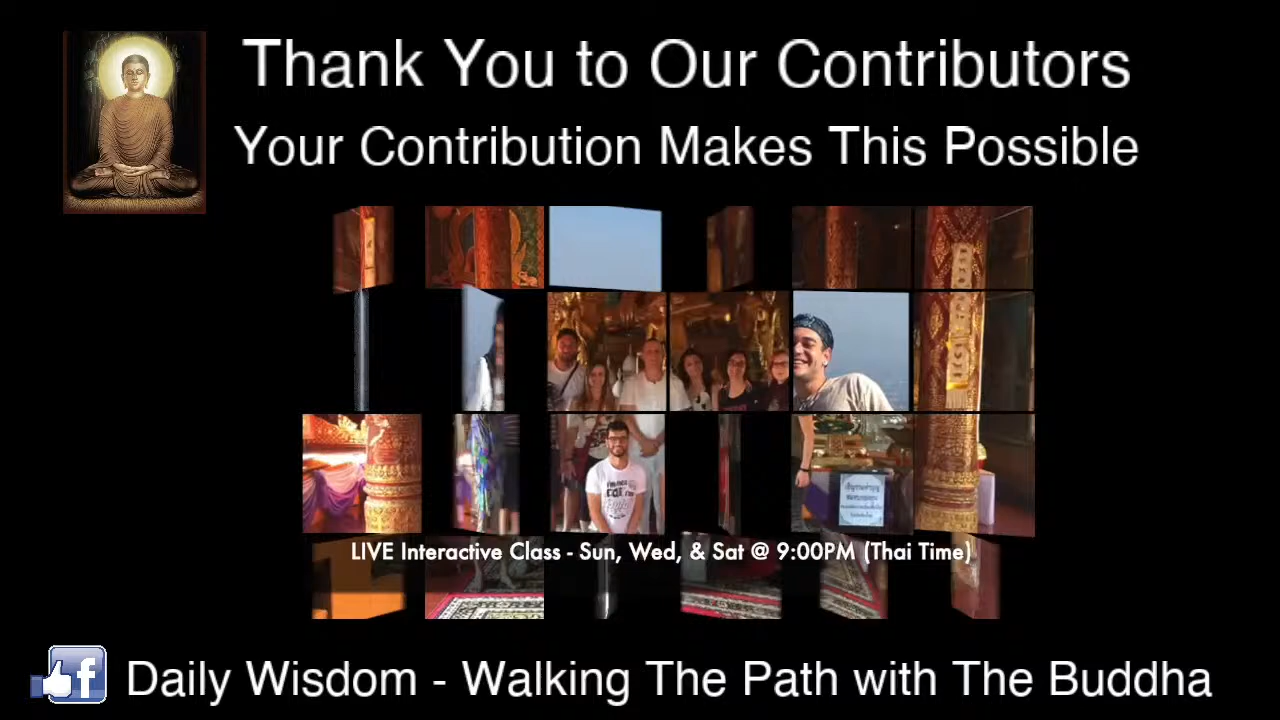 Thank You to Our Contributors
Your Contribution Makes This Possible
LIVE Interactive Class - Sun, Wed, & Sat @ 9:00PM (Thai Time)
Daily Wisdom - Walking The Path with The Buddha